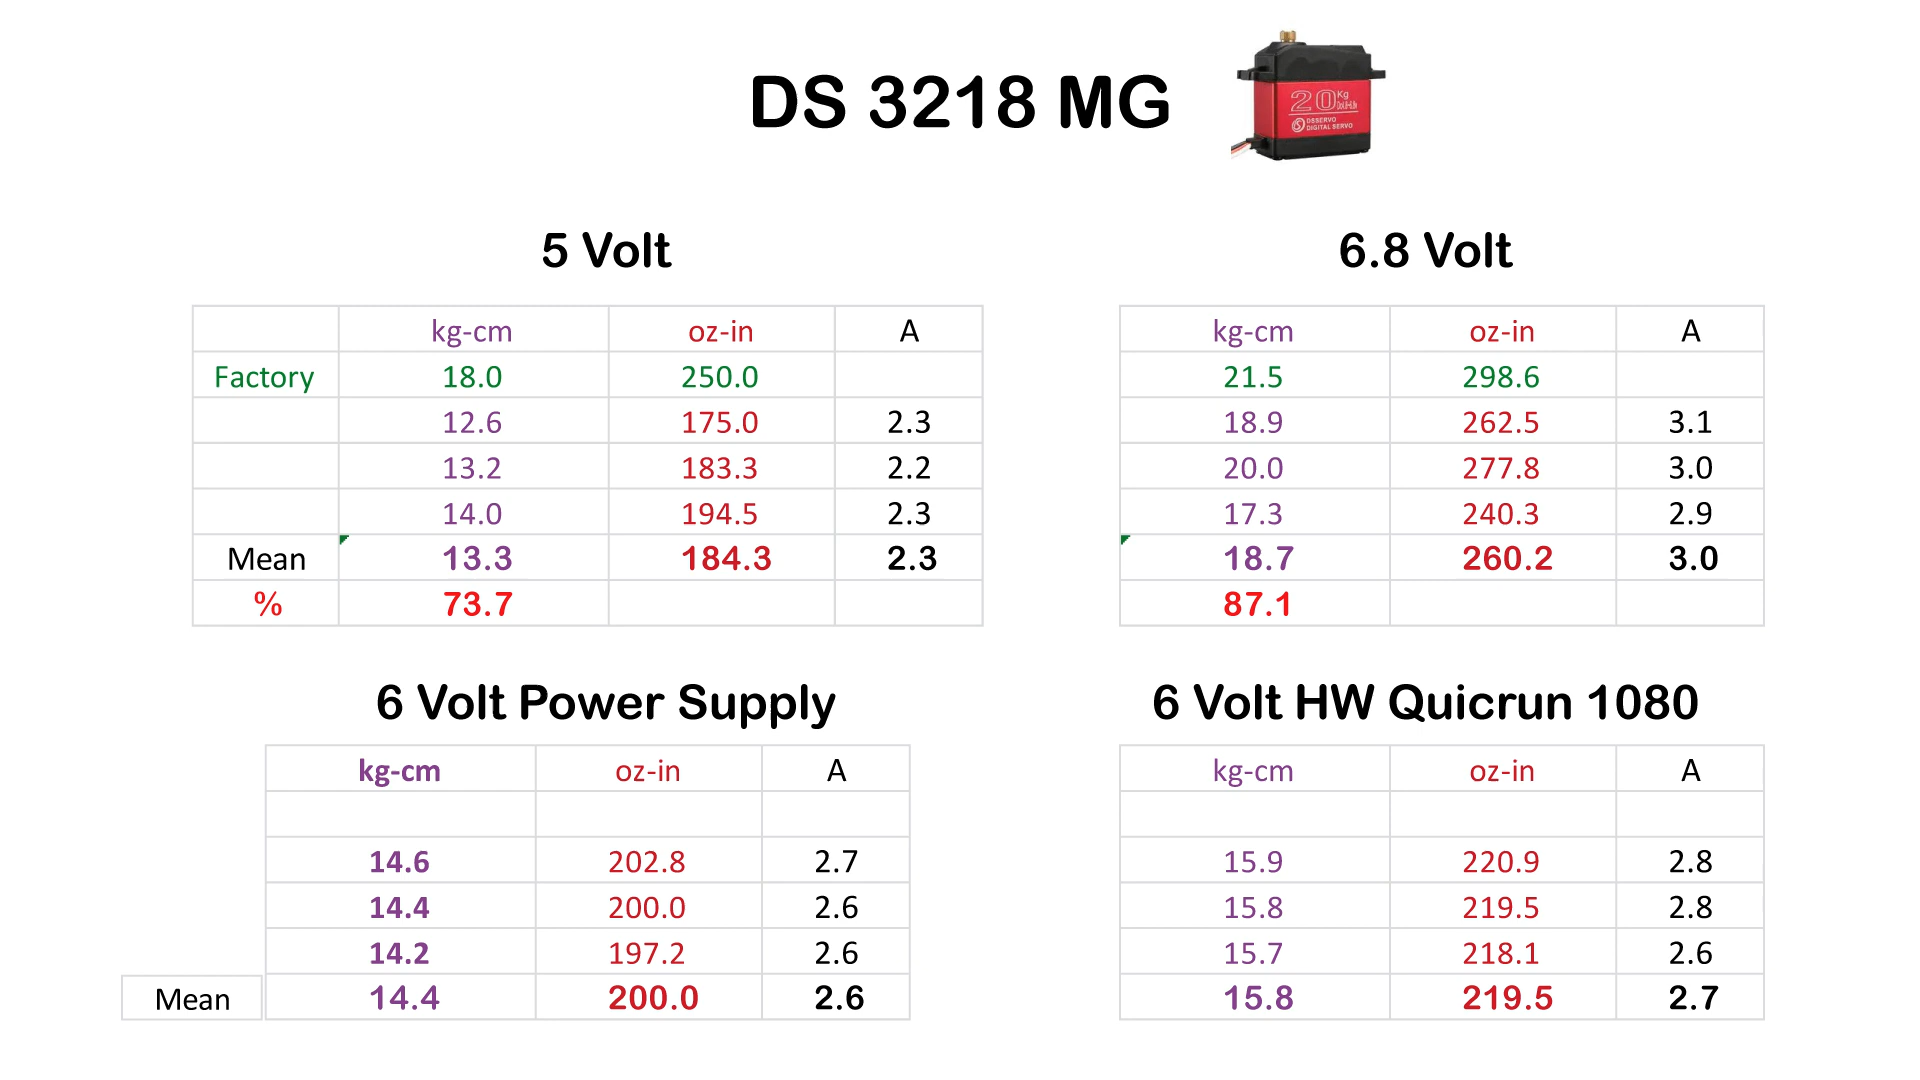 DS 3218 MG
20 Kg
DSSERVO
DIGITAL SERVO
5 Volt
kg-cm oz-in A
Factory 18.0 250.0
12.6 175.0 2.3
13.2 183.3 2.2
14.0 194.5 2.3
Mean 13.3 184.3 2.3
% 73.7
6.8 Volt
kg-cm oz-in A
21.5 298.6
18.9 262.5 3.1
20.0 277.8 3.0
17.3 240.3 2.9
18.7 260.2 3.0
87.1
6 Volt Power Supply
kg-cm oz-in A
14.6 202.8 2.7
14.4 200.0 2.6
14.2 197.2 2.6
Mean 14.4 200.0 2.6
6 Volt HW Quicrun 1080
kg-cm oz-in A
15.9 220.9 2.8
15.8 219.5 2.8
15.7 218.1 2.6
15.8 219.5 2.7